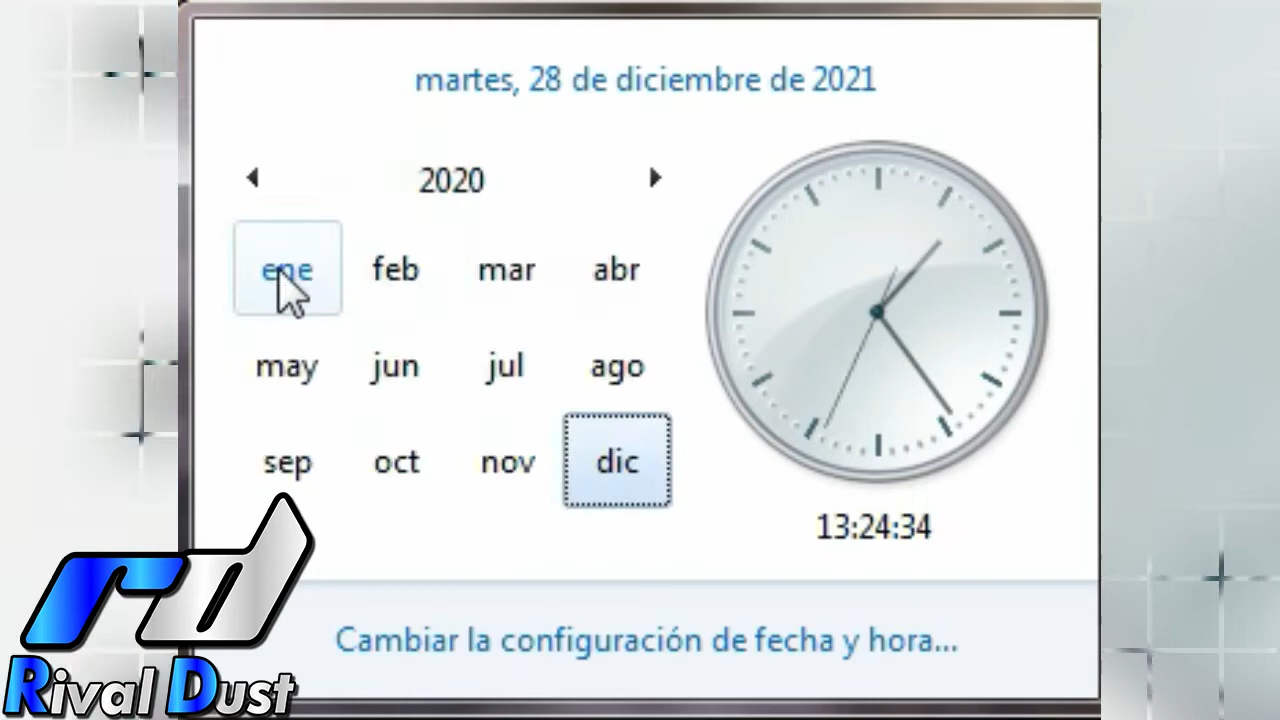 martes, 28 de diciembre de 2021
2020
ene feb mar abr
may jun jul ago
sep oct nov dic
13:24:34
Cambiar la configuración de fecha y hora...
rd
Rival Dust